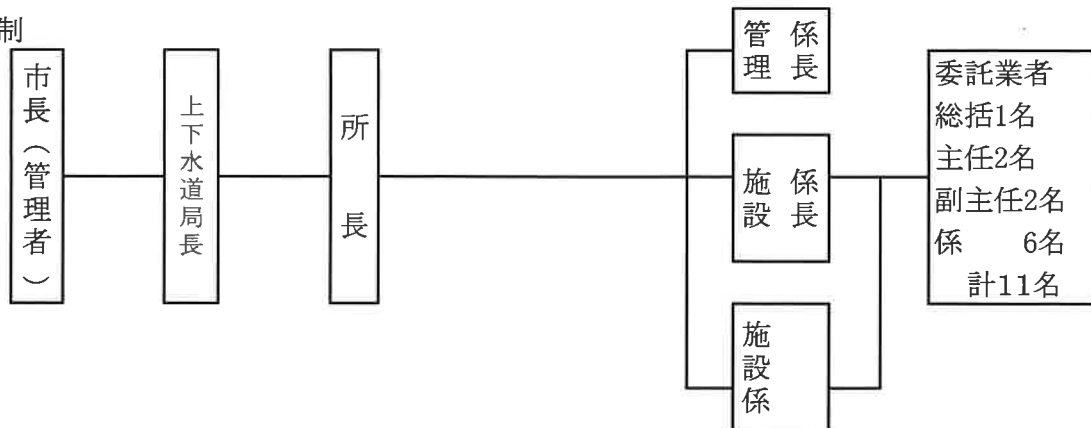 制
市長（管理者）
上下水道局長
所長
管理係長
施設係長
施設係
委託業者
総括1名
主任2名
副主任2名
係　6名
計11名